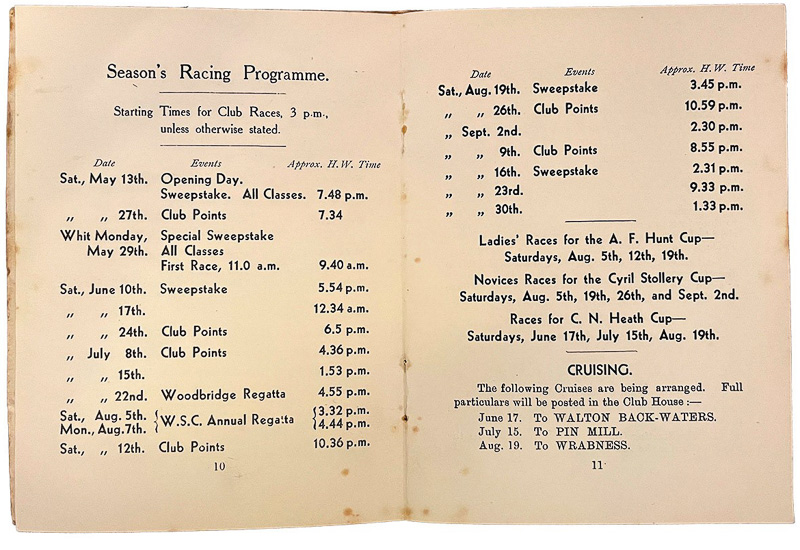 Season's Racing Programme.
Starting Times for Club Races, 3 p.m.,
unless otherwise stated.
Date Events Approx. H. W. Time
Sat., May 13th. Opening Day.
Sweepstake. All Classes. 7.48 p.m.
„ „ 27th. Club Points 7.34
Whit Monday, Special Sweepstake
May 29th. All Classes
First Race, 11.0 a.m. 9.40 a.m.
Sat., June 10th. Sweepstake 5.54 p.m.
„ „ 17th. 12.34 a.m.
„ „ 24th. Club Points 6.5 p.m.
„ July 8th. Club Points 4.36 p.m.
„ „ 15th. 1.53 p.m.
„ „ 22nd. Woodbridge Regatta 4.55 p.m.
Sat., Aug. 5th. { W.S.C. Annual Regatta { 3.32 p.m.
Mon., Aug. 7th. 4.44 p.m.
Sat., „ 12th. Club Points 10.36 p.m.
10
Date Events Approx. H. W. Time
Sat., Aug. 19th. Sweepstake 3.45 p.m.
„ „ 26th. Club Points 10.59 p.m.
„ Sept. 2nd. 2.30 p.m.
„ „ 9th. Club Points 8.55 p.m.
„ „ 16th. Sweepstake 2.31 p.m.
„ „ 23rd. 9.33 p.m.
„ „ 30th. 1.33 p.m.
Ladies' Races for the A. F. Hunt Cup—
Saturdays, Aug. 5th, 12th, 19th.
Novices Races for the Cyril Stollery Cup—
Saturdays, Aug. 5th, 19th, 26th, and Sept. 2nd.
Races for C. N. Heath Cup—
Saturdays, June 17th, July 15th, Aug. 19th.
CRUISING.
The following Cruises are being arranged. Full
particulars will be posted in the Club House :—
June 17. To WALTON BACK-WATERS.
July 15. To PIN MILL.
Aug. 19. To WRABNESS.
11